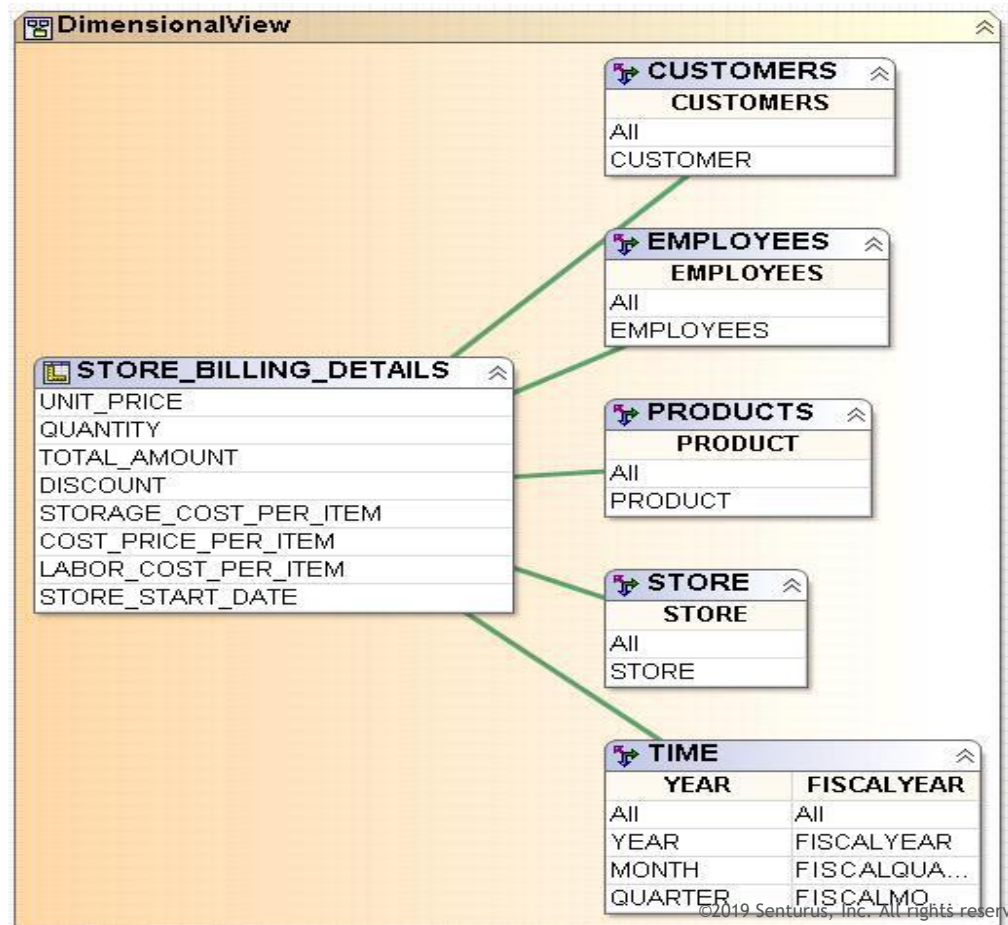 DimensionalView
CUSTOMERS
CUSTOMERS
All
CUSTOMER
EMPLOYEES
EMPLOYEES
All
EMPLOYEES
STORE_BILLING_DETAILS
UNIT_PRICE
QUANTITY
TOTAL_AMOUNT
DISCOUNT
STORAGE_COST_PER_ITEM
COST_PRICE_PER_ITEM
LABOR_COST_PER_ITEM
STORE_START_DATE
PRODUCTS
PRODUCT
All
PRODUCT
STORE
STORE
All
STORE
TIME
YEAR FISCALYEAR
All All
YEAR FISCALYEAR
MONTH FISCALQUA...
QUARTER FISCALMO...
©2019 Senturus, Inc. All rights reserv